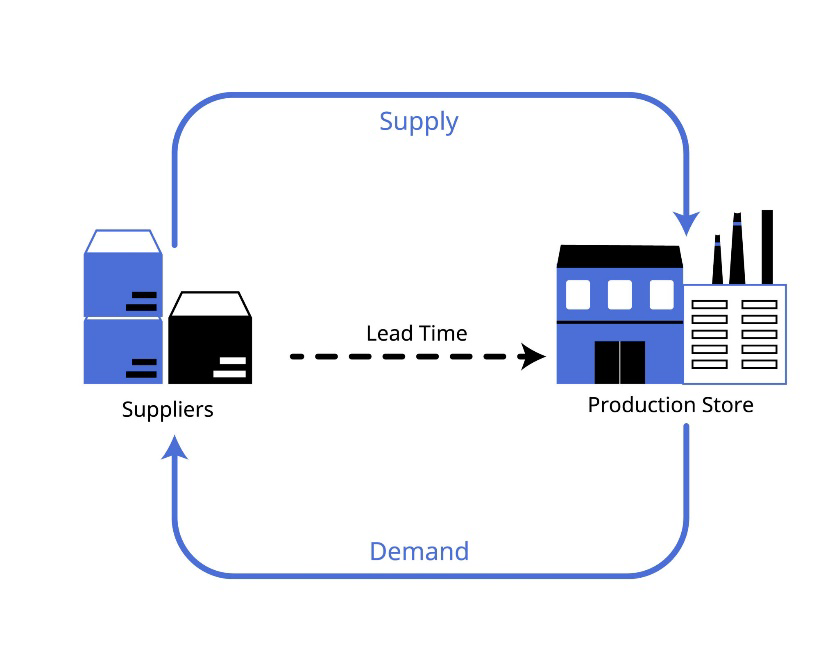 Supply
Lead Time
Suppliers
Production Store
Demand